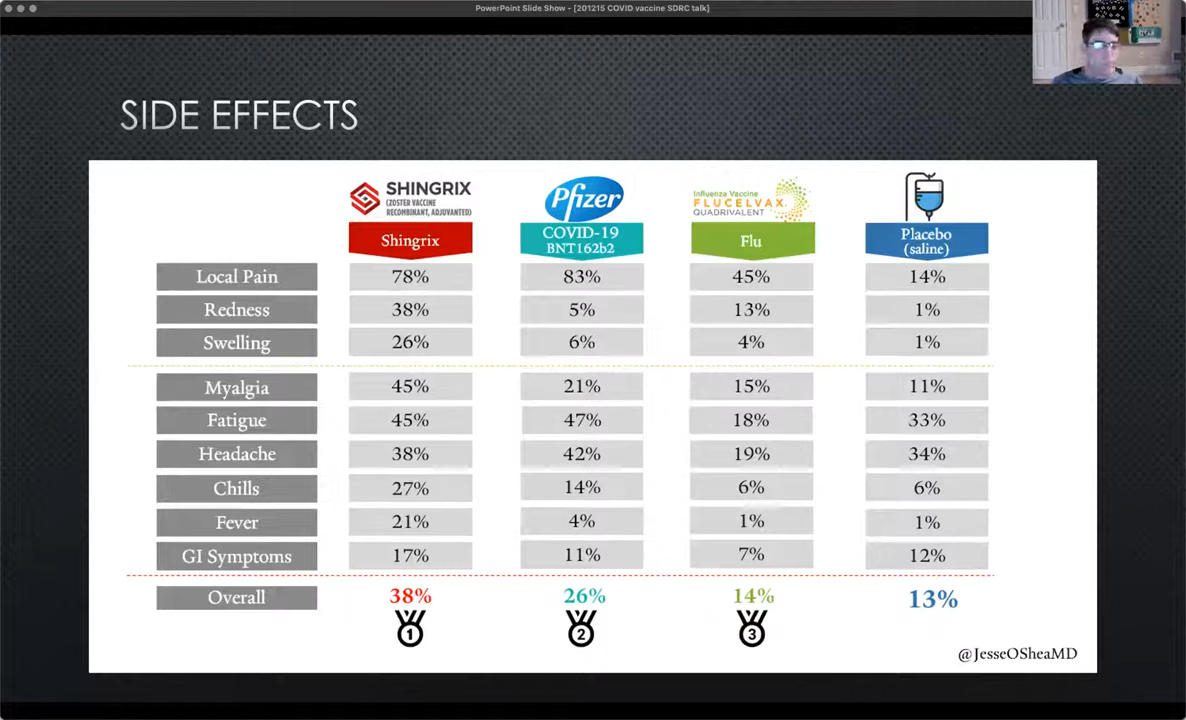 PowerPoint Slide Show - [201215 COVID vaccine SDRC talk]
SIDE EFFECTS
SHINGRIX
(ZOSTER VACCINE
RECOMBINANT, ADJUVANTED)
Pfizer
Influenza Vaccine
FLUCELVAX
QUADRIVALENT
Shingrix
COVID-19
BNT162b2
Flu
Placebo
(saline)
Local Pain 78% 83% 45% 14%
Redness 38% 5% 13% 1%
Swelling 26% 6% 4% 1%
Myalgia 45% 21% 15% 11%
Fatigue 45% 47% 18% 33%
Headache 38% 42% 19% 34%
Chills 27% 14% 6% 6%
Fever 21% 4% 1% 1%
GI Symptoms 17% 11% 7% 12%
Overall 38% 26% 14% 13%
1 2 3
@JesseOSheaMD